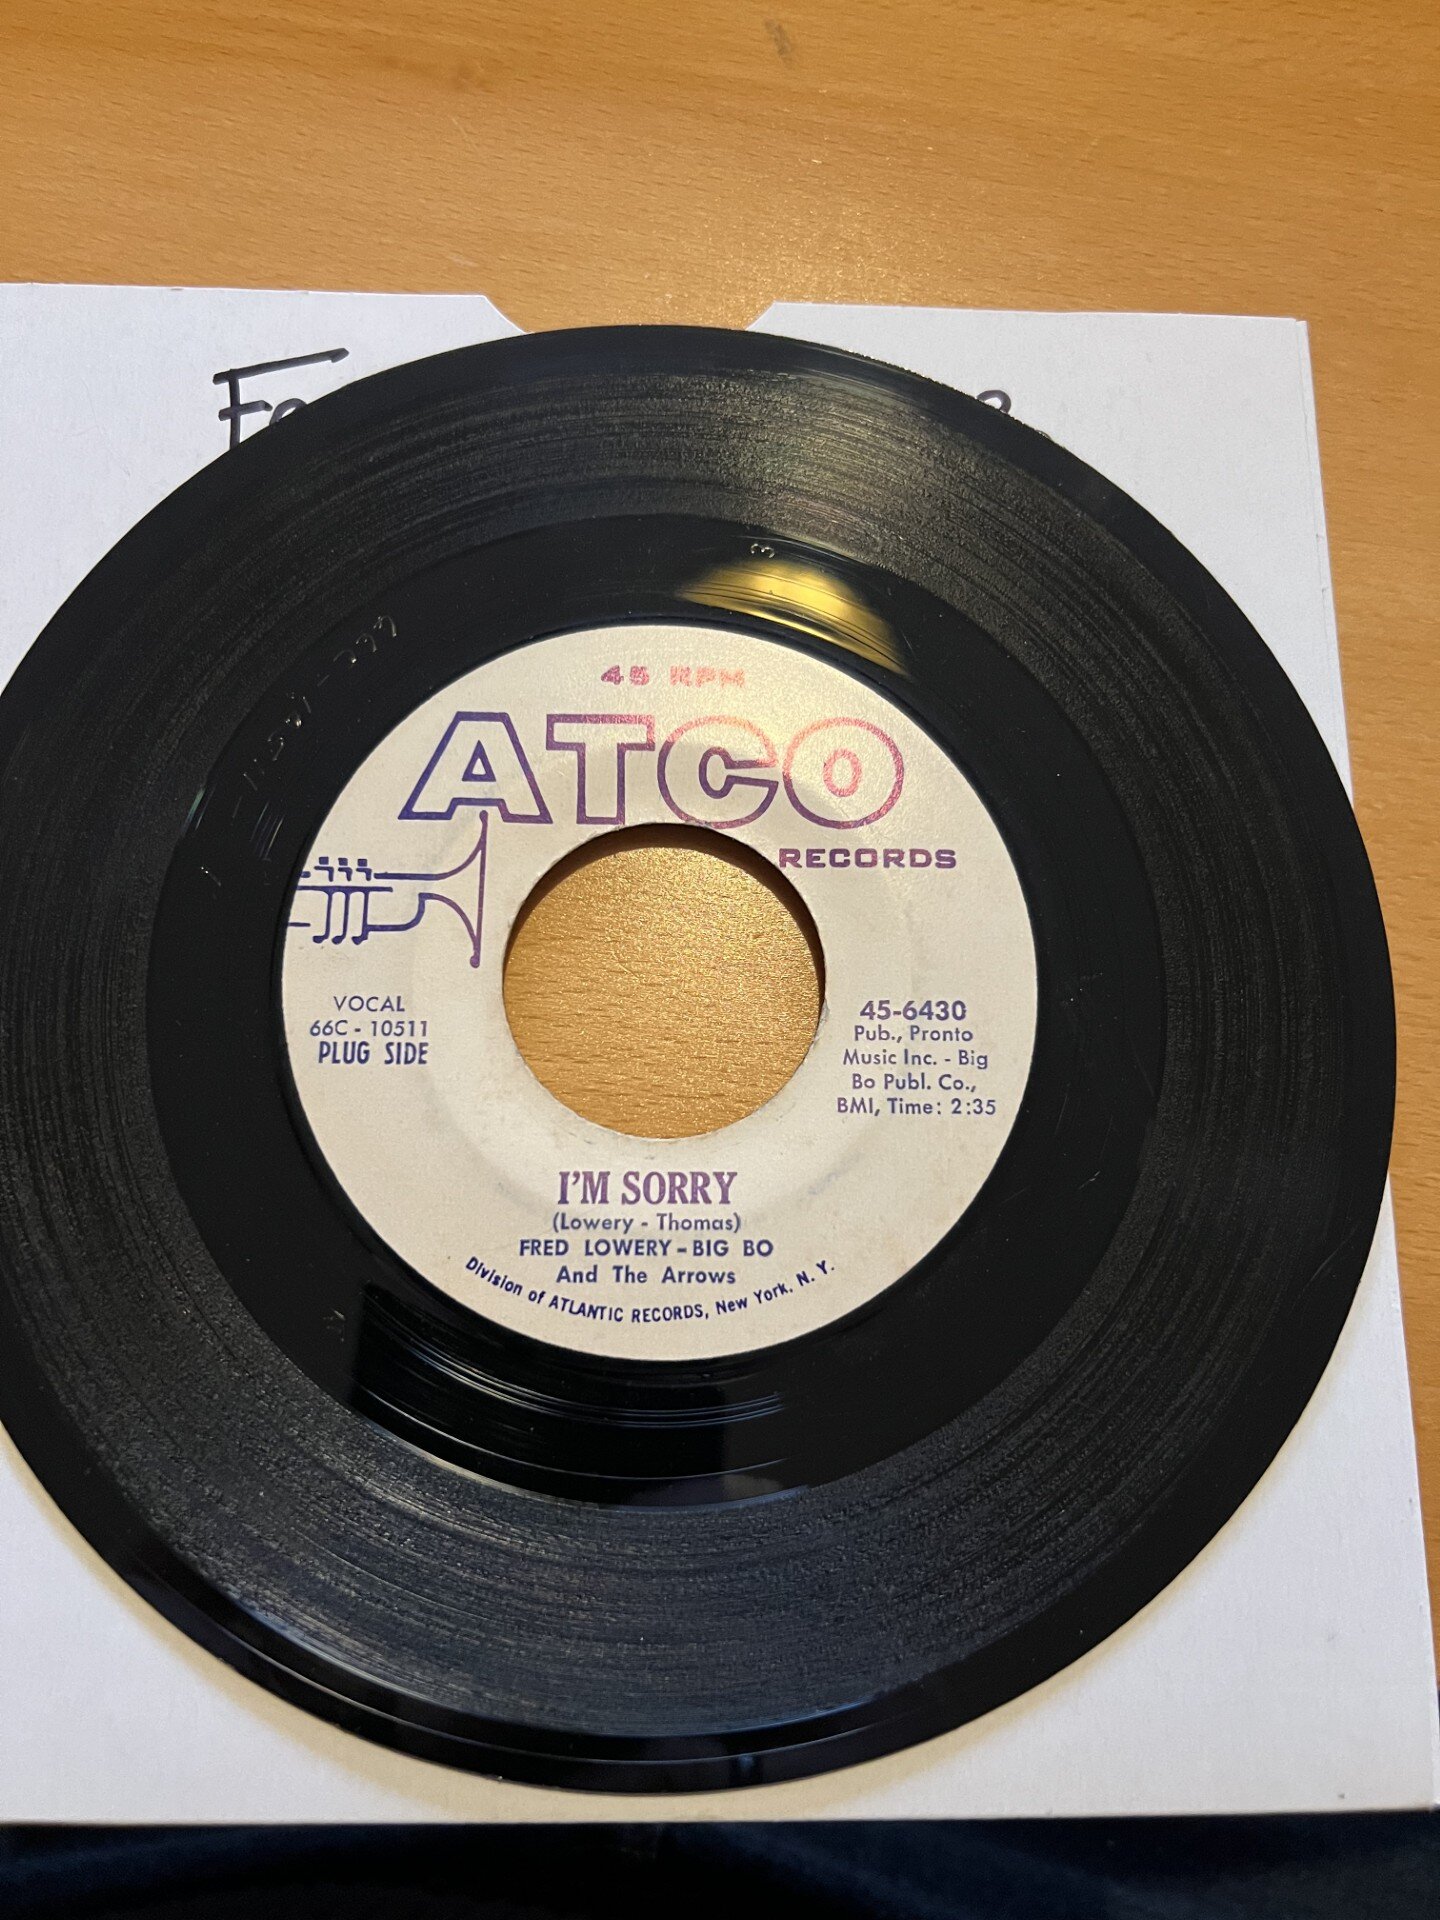 45 RPM
ATCO
RECORDS
VOCAL
66C - 10511
PLUG SIDE
45-6430
Pub., Pronto
Music Inc. - Big
Bo Publ. Co.,
BMI, Time: 2:35
I'M SORRY
(Lowery - Thomas)
FRED LOWERY - BIG BO
And The Arrows
Division of ATLANTIC RECORDS, New York, N. Y.